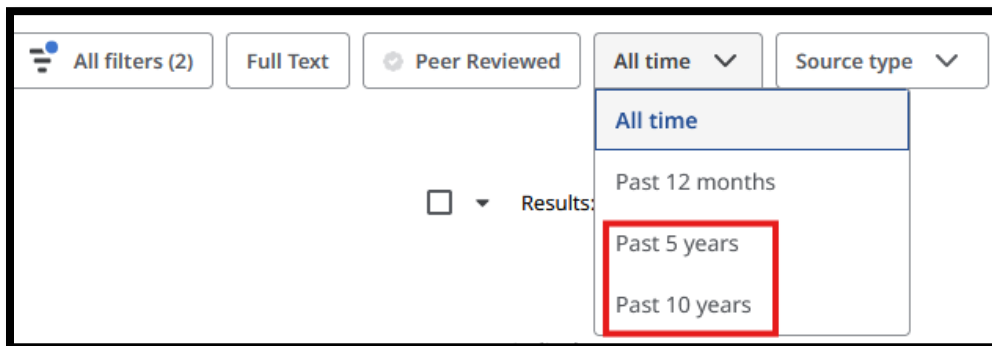 All filters (2) Full Text Peer Reviewed All time Source type
All time
Past 12 months
Results:
Past 5 years
Past 10 years